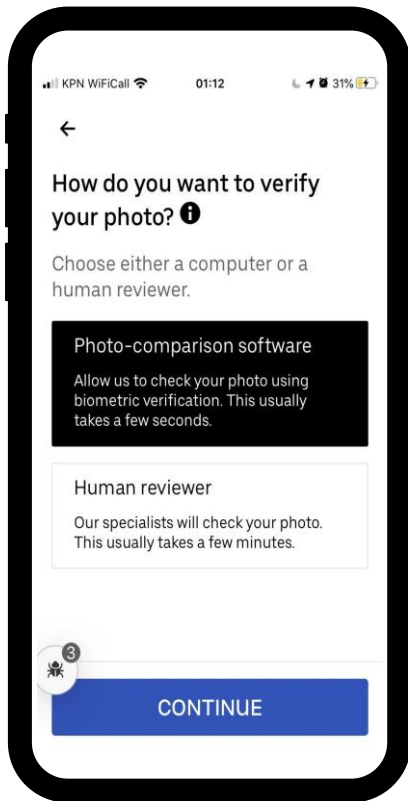 KPN WiFiCall 01:12 31%
How do you want to verify
your photo? i
Choose either a computer or a
human reviewer.
Photo-comparison software
Allow us to check your photo using
biometric verification. This usually
takes a few seconds.
Human reviewer
Our specialists will check your photo.
This usually takes a few minutes.
3
CONTINUE